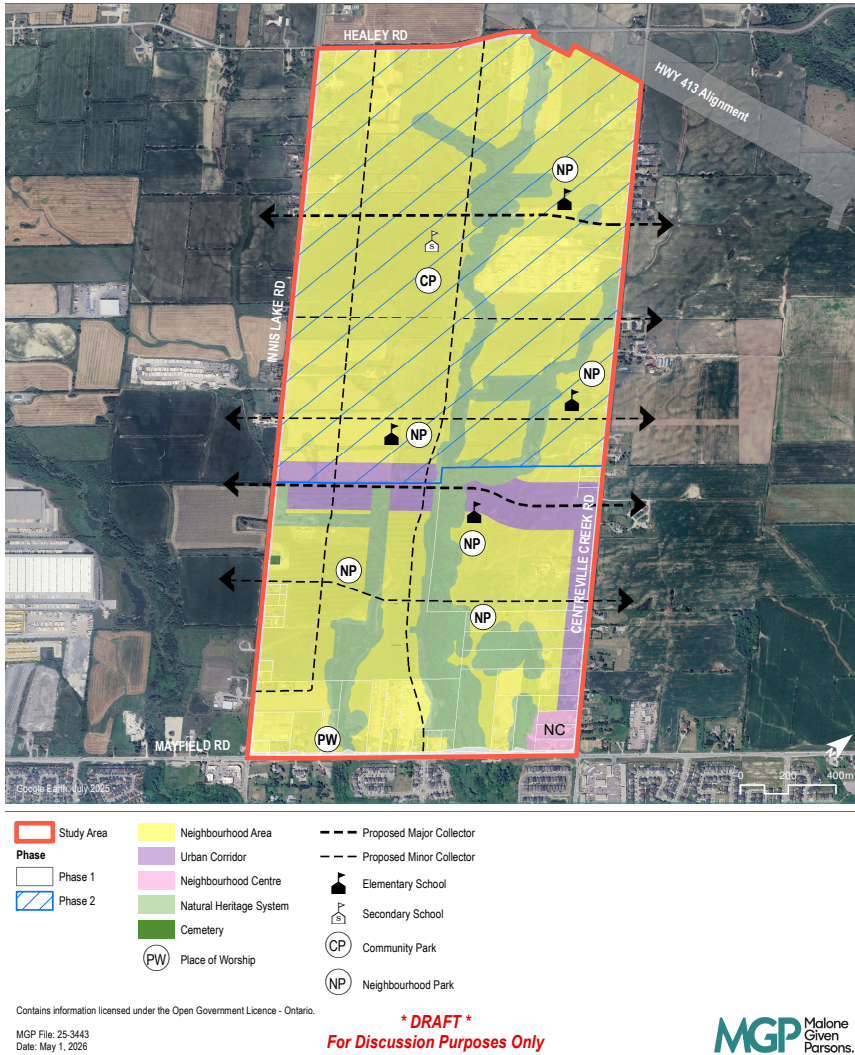 HEALEY RD
HWY 413 Alignment
NP
S
CP
INNIS LAKE RD
NP
NP
NP
NP
NP
CENTREVILLE CREEK RD
NC
PW
MAYFIELD RD
Google Earth, July 2025
0 200 400m
Study Area
Phase
Phase 1
Phase 2
Neighbourhood Area
Urban Corridor
Neighbourhood Centre
Natural Heritage System
Cemetery
PW Place of Worship
Proposed Major Collector
Proposed Minor Collector
Elementary School
S Secondary School
CP Community Park
NP Neighbourhood Park
Contains information licensed under the Open Government Licence - Ontario.
MGP File: 25-3443
Date: May 1, 2026
* DRAFT *
For Discussion Purposes Only
MGP Malone
Given
Parsons.